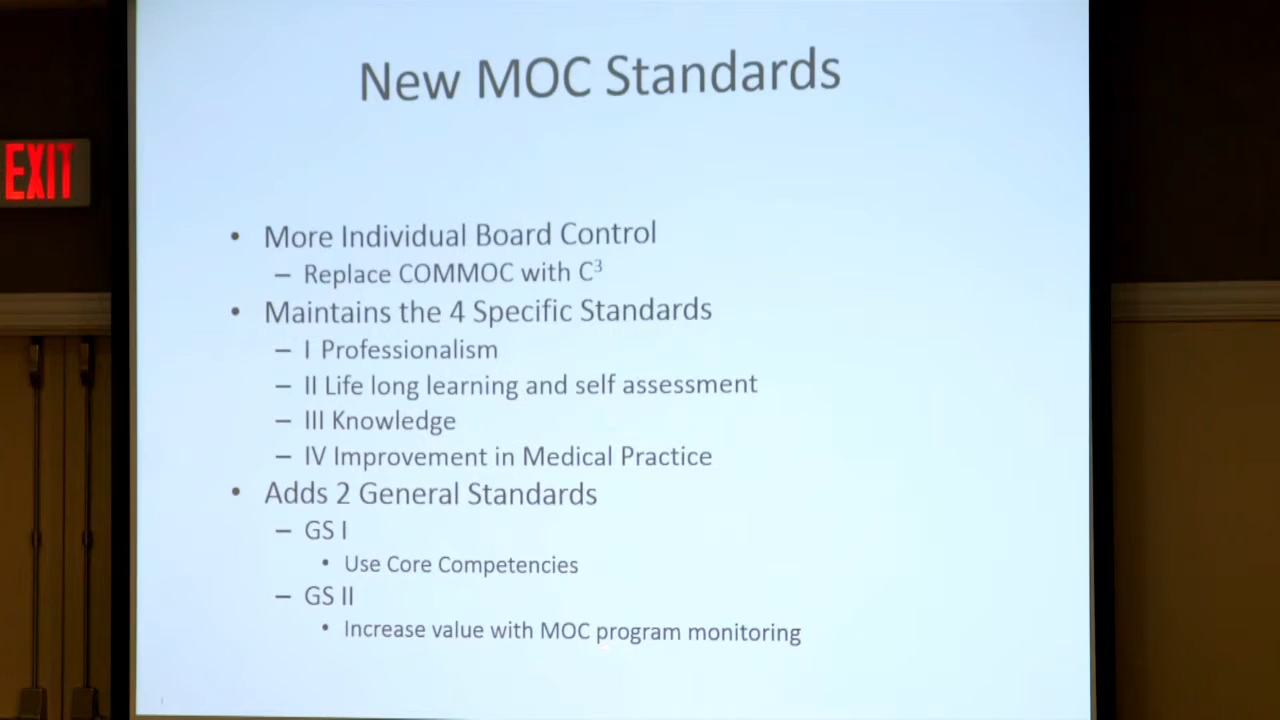 New MOC Standards
EXIT
• More Individual Board Control
– Replace COMMOC with C³
• Maintains the 4 Specific Standards
– I Professionalism
– II Life long learning and self assessment
– III Knowledge
– IV Improvement in Medical Practice
• Adds 2 General Standards
– GS I
• Use Core Competencies
– GS II
• Increase value with MOC program monitoring